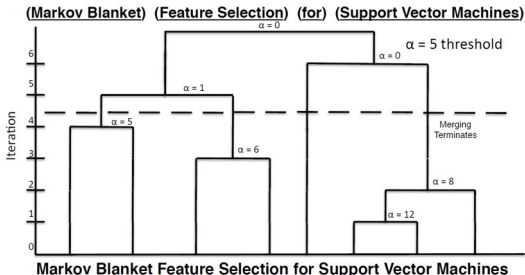 (Markov Blanket) (Feature Selection) (for) (Support Vector Machines)
α = 0
α = 5 threshold
α = 0
6
α = 1
5
Merging
Terminates
α = 5
4
Iteration
α = 6
3
α = 8
2
α = 12
1
0
Markov Blanket Feature Selection for Support Vector Machines